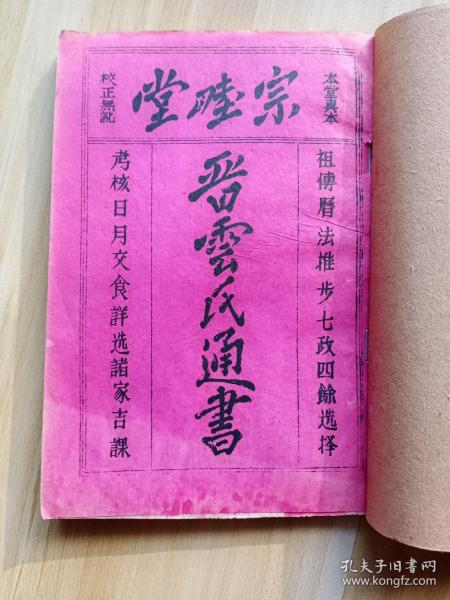 本堂真本
宗睦堂
校正無訛
祖傳曆法推步七政四餘选择
晋雲氏通書
考核日月交食詳选諸家吉課
孔夫子旧书网
www.kongfz.com